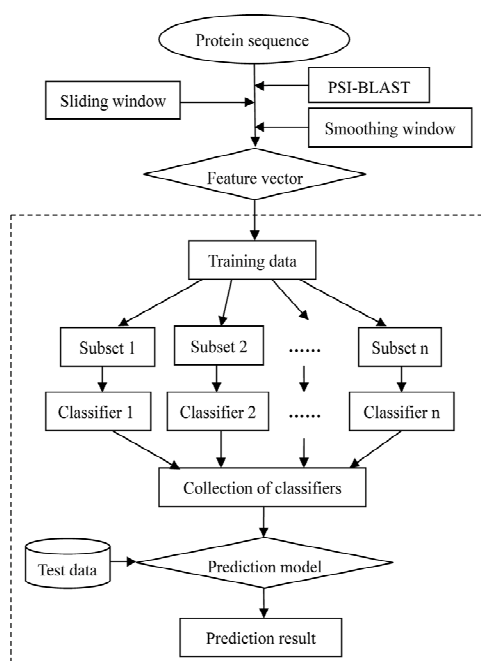 Protein sequence
PSI-BLAST
Sliding window
Smoothing window
Feature vector
Training data
Subset 1
Subset 2
......
Subset n
Classifier 1
Classifier 2
......
Classifier n
Collection of classifiers
Test data
Prediction model
Prediction result